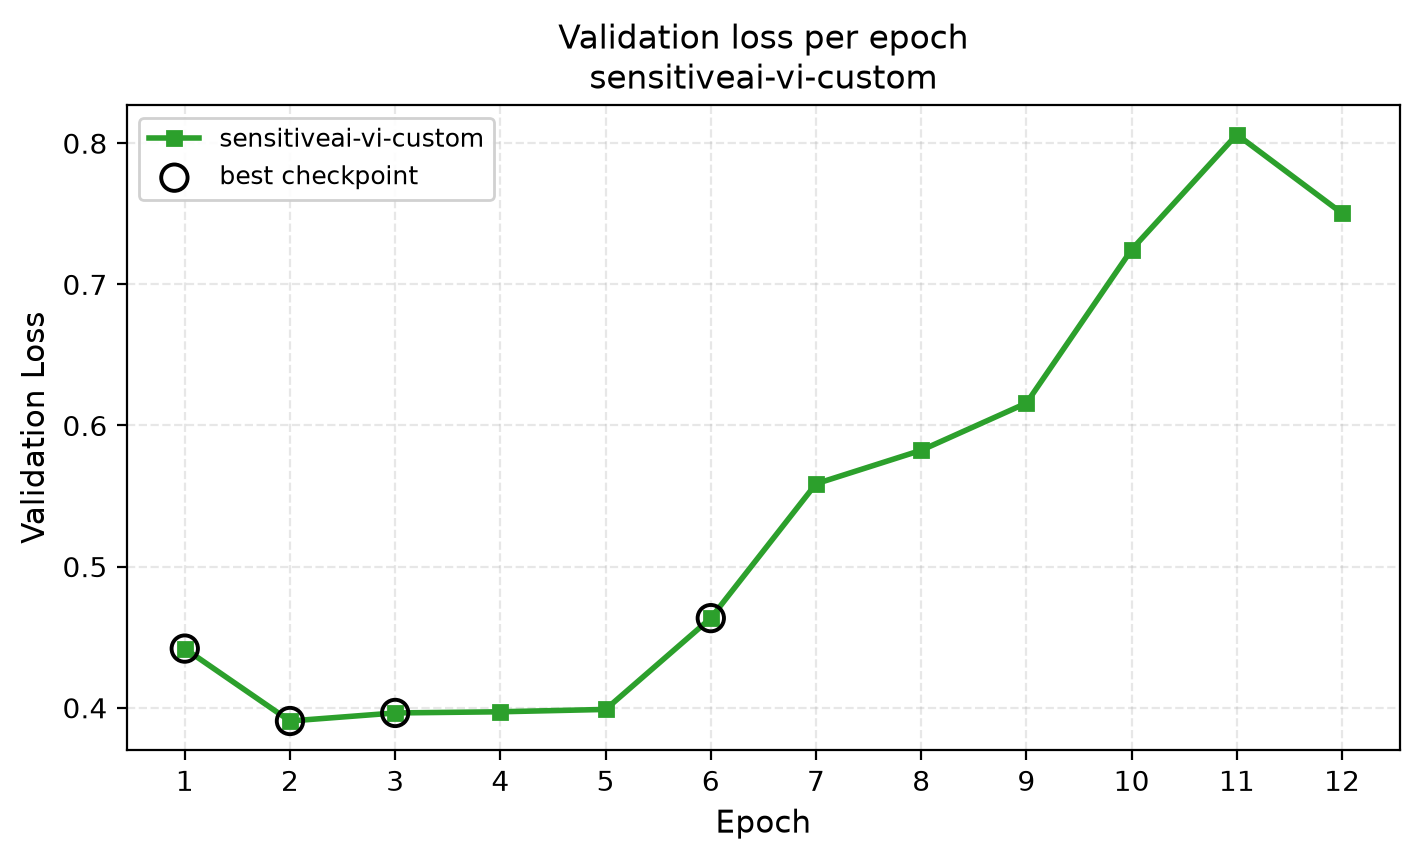 Validation loss per epoch
sensitiveai-vi-custom
sensitiveai-vi-custom
best checkpoint
0.8
0.7
0.6
0.5
0.4
Validation Loss
1 2 3 4 5 6 7 8 9 10 11 12
Epoch